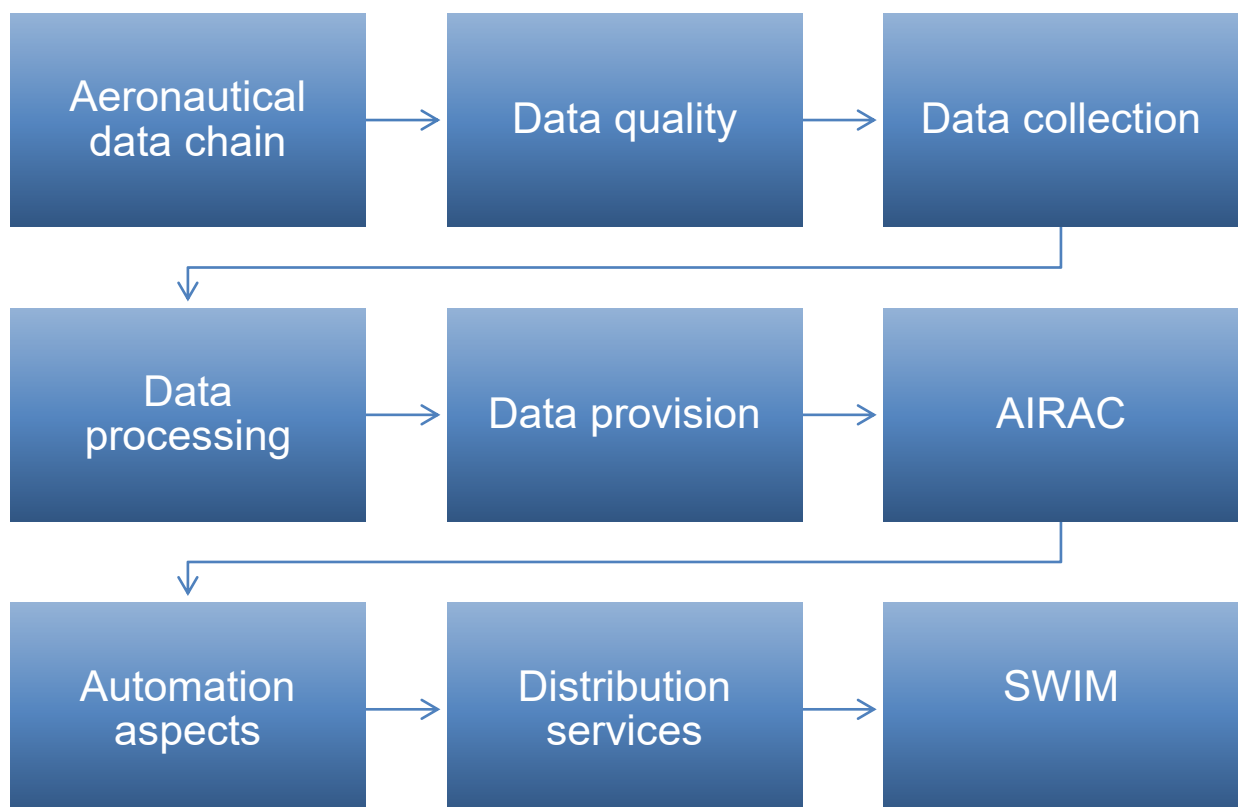 Aeronautical
data chain
Data quality
Data collection
Data
processing
Data provision
AIRAC
Automation
aspects
Distribution
services
SWIM